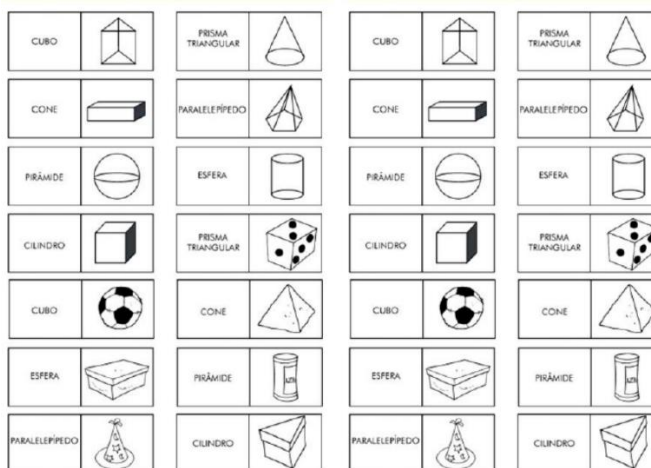 CUBO
PRISMA
TRIANGULAR
CUBO
PRISMA
TRIANGULAR
CONE
PARALELEPÍPEDO
CONE
PARALELEPÍPEDO
PIRÂMIDE
ESFERA
PIRÂMIDE
ESFERA
CILINDRO
PRISMA
TRIANGULAR
CILINDRO
PRISMA
TRIANGULAR
CUBO
CONE
CUBO
CONE
ESFERA
PIRÂMIDE
ESFERA
PIRÂMIDE
PARALELEPÍPEDO
CILINDRO
PARALELEPÍPEDO
CILINDRO